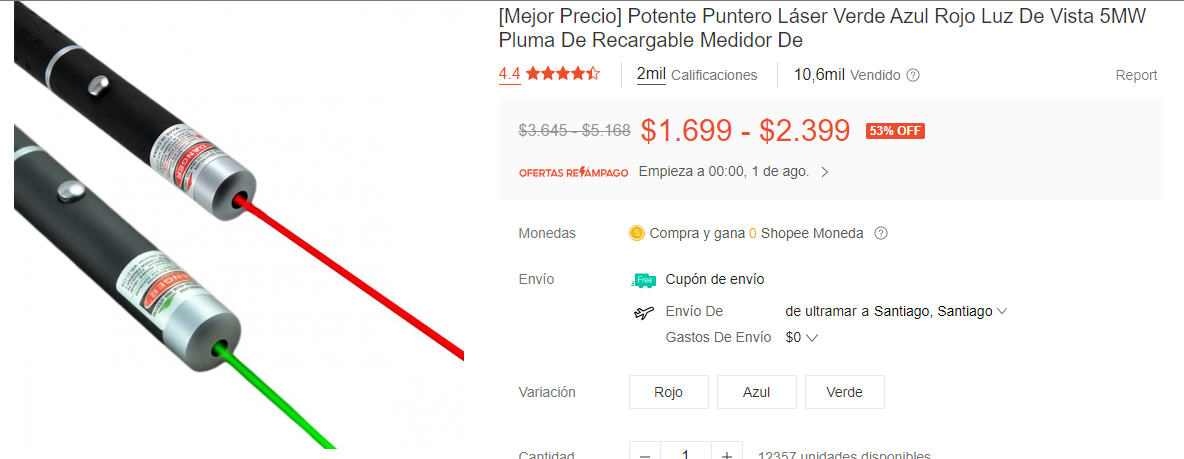 [Mejor Precio] Potente Puntero Láser Verde Azul Rojo Luz De Vista 5MW
Pluma De Recargable Medidor De
4.4 2mil Calificaciones 10,6mil Vendido ? Report
$3.645 - $5.168 $1.699 - $2.399 53% OFF
OFERTAS RELÁMPAGO Empieza a 00:00, 1 de ago.
Monedas S Compra y gana 0 Shopee Moneda ?
Envío Free Cupón de envío
Envío De de ultramar a Santiago, Santiago
Gastos De Envío $0
Variación Rojo Azul Verde
Cantidad − 1 + 12357 unidades disponibles
DANGER
DANGER